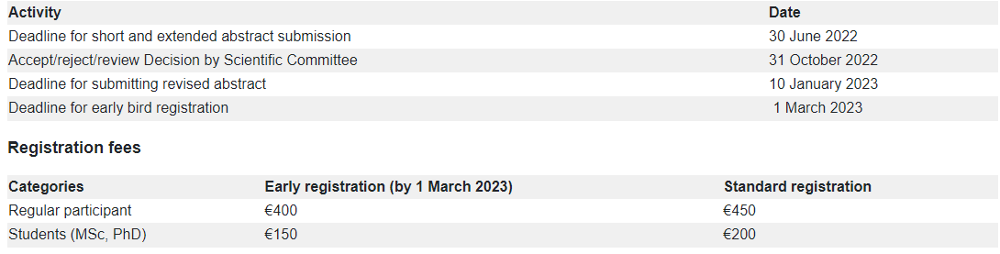 Activity Date
Deadline for short and extended abstract submission 30 June 2022
Accept/reject/review Decision by Scientific Committee 31 October 2022
Deadline for submitting revised abstract 10 January 2023
Deadline for early bird registration 1 March 2023
Registration fees
Categories Early registration (by 1 March 2023) Standard registration
Regular participant €400 €450
Students (MSc, PhD) €150 €200